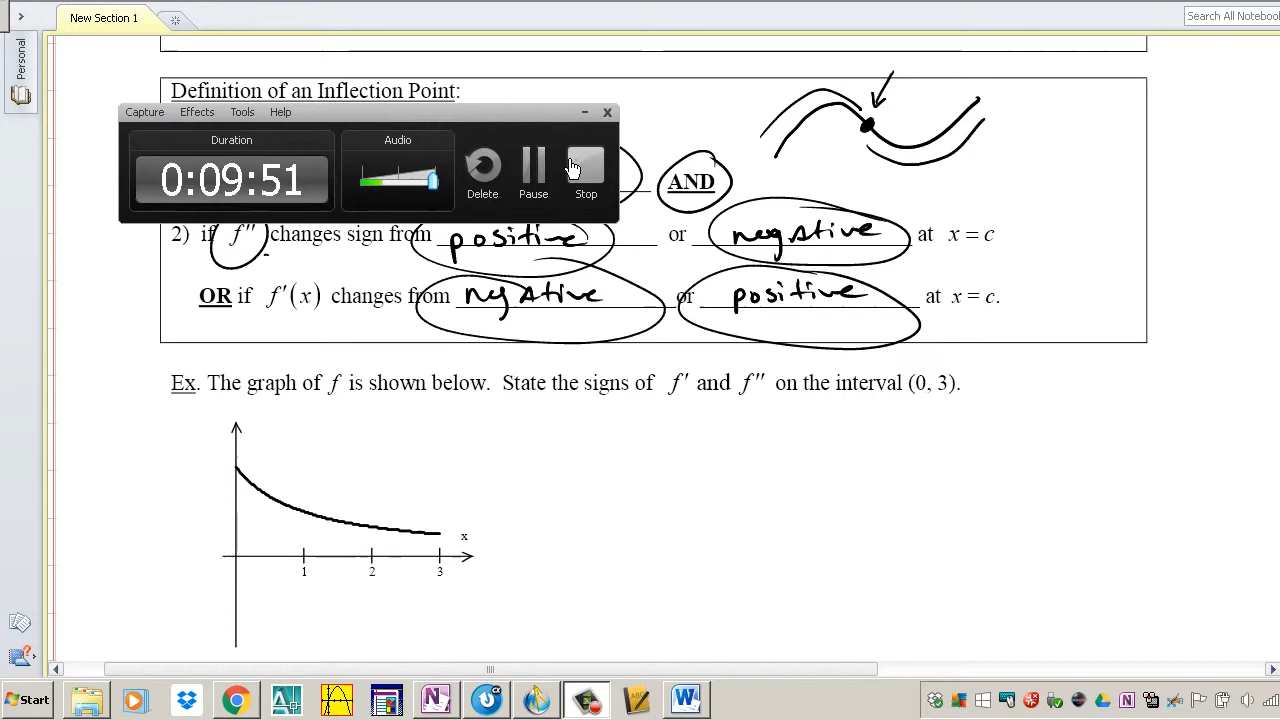 New Section 1
Search All Notebook
Personal
Definition of an Inflection Point:
Capture Effects Tools Help
Duration
Audio
0:09:51
Delete Pause Stop
AND
2) if f″ changes sign from positive or negative at x = c
OR if f′(x) changes from negative or positive at x = c.
Ex. The graph of f is shown below. State the signs of f′ and f″ on the interval (0, 3).
x
1 2 3
Start